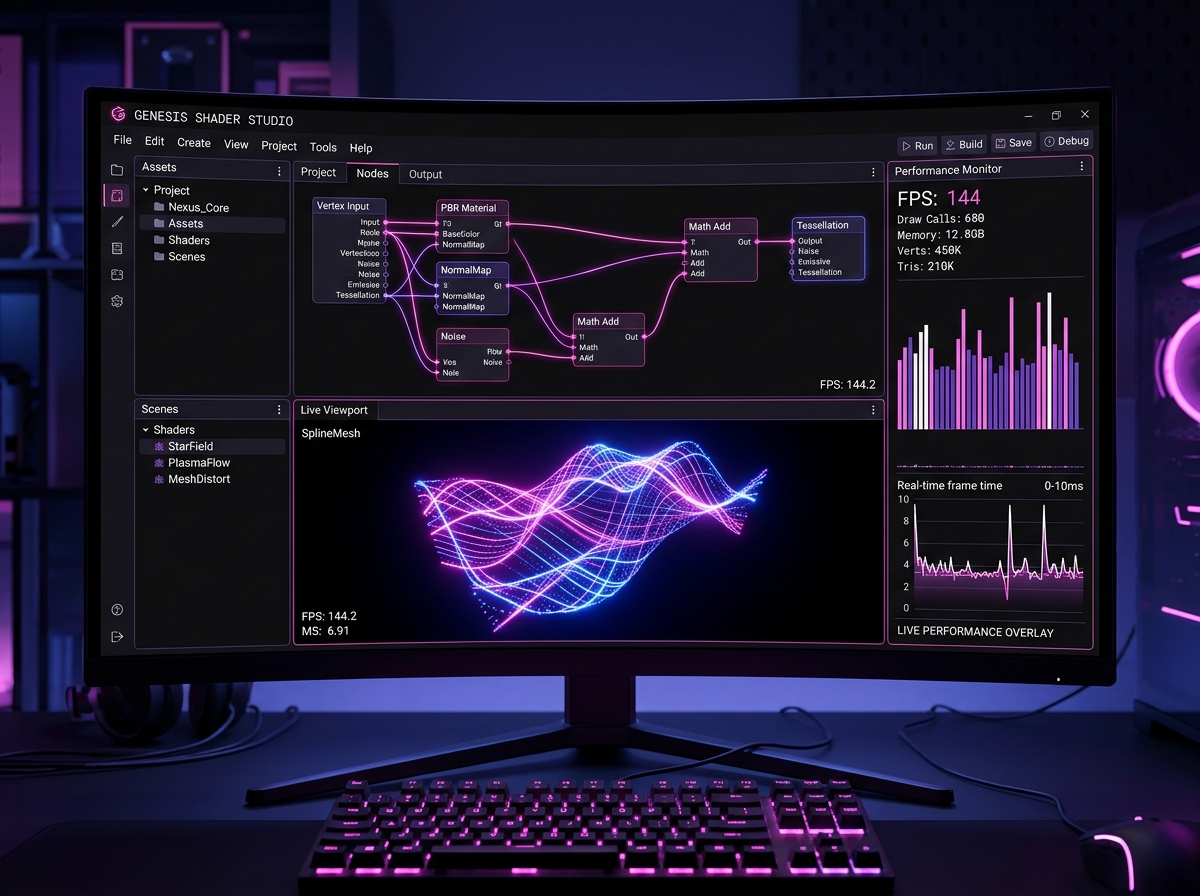 GENESIS SHADER STUDIO
File Edit Create View Project Tools Help
Run Build Save Debug
Assets
Project
Nexus_Core
Assets
Shaders
Scenes
Scenes
Shaders
StarField
PlasmaFlow
MeshDistort
Project Nodes Output
Vertex Input
Input
Tessellation
PBR Material
BaseColor
NormalMap
NormalMap
NormalMap
NormalMap
Noise
Noise
Math Add
Out
Math
Math Add
Out
Math
Add
Add
Tessellation
Output
Tessellation
FPS: 144.2
Live Viewport
SplineMesh
FPS: 144.2
MS: 6.91
Performance Monitor
FPS: 144
Draw Calls: 680
Memory: 12.8GB
Verts: 450K
Tris: 210K
Real-time frame time 0-10ms
10
8
6
4
2
0
LIVE PERFORMANCE OVERLAY